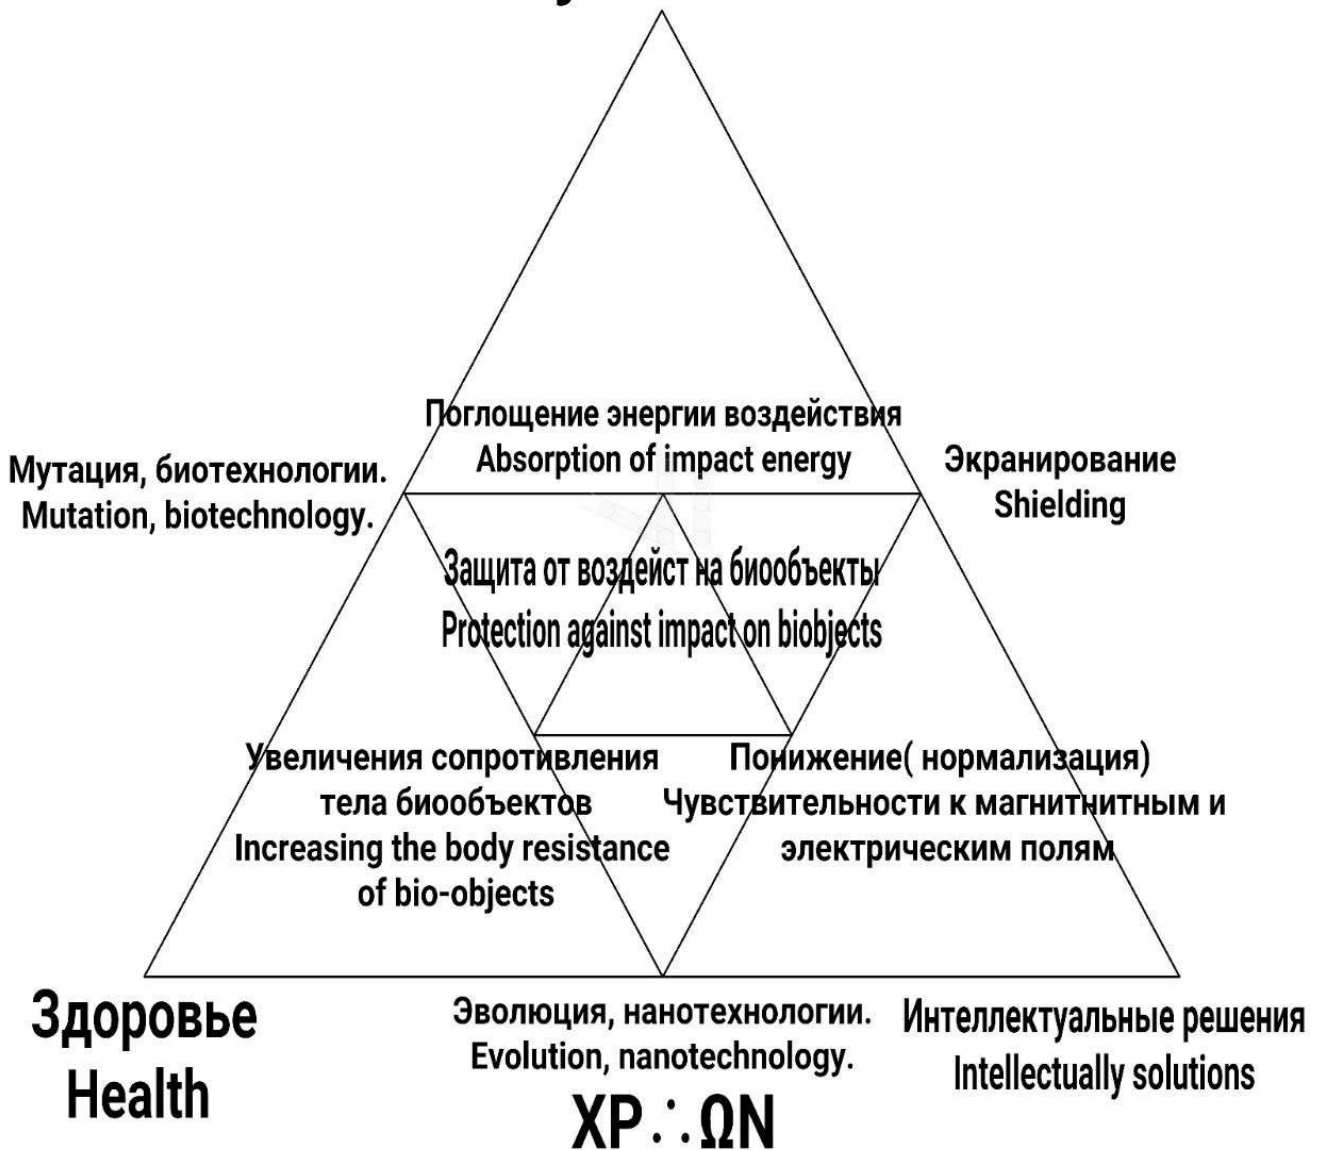 Поглощение энергии воздействия
Absorption of impact energy
Мутация, биотехнологии.
Mutation, biotechnology.
Экранирование
Shielding
Защита от воздейст на биообъекты
Protection against impact on biobjects
Увеличения сопротивления
тела биообъектов
Increasing the body resistance
of bio-objects
Понижение( нормализация)
Чувствительности к магнитнитным и
электрическим полям
Здоровье
Health
Эволюция, нанотехнологии.
Evolution, nanotechnology.
Интеллектуальные решения
Intellectually solutions
ΧΡ∴ΩΝ